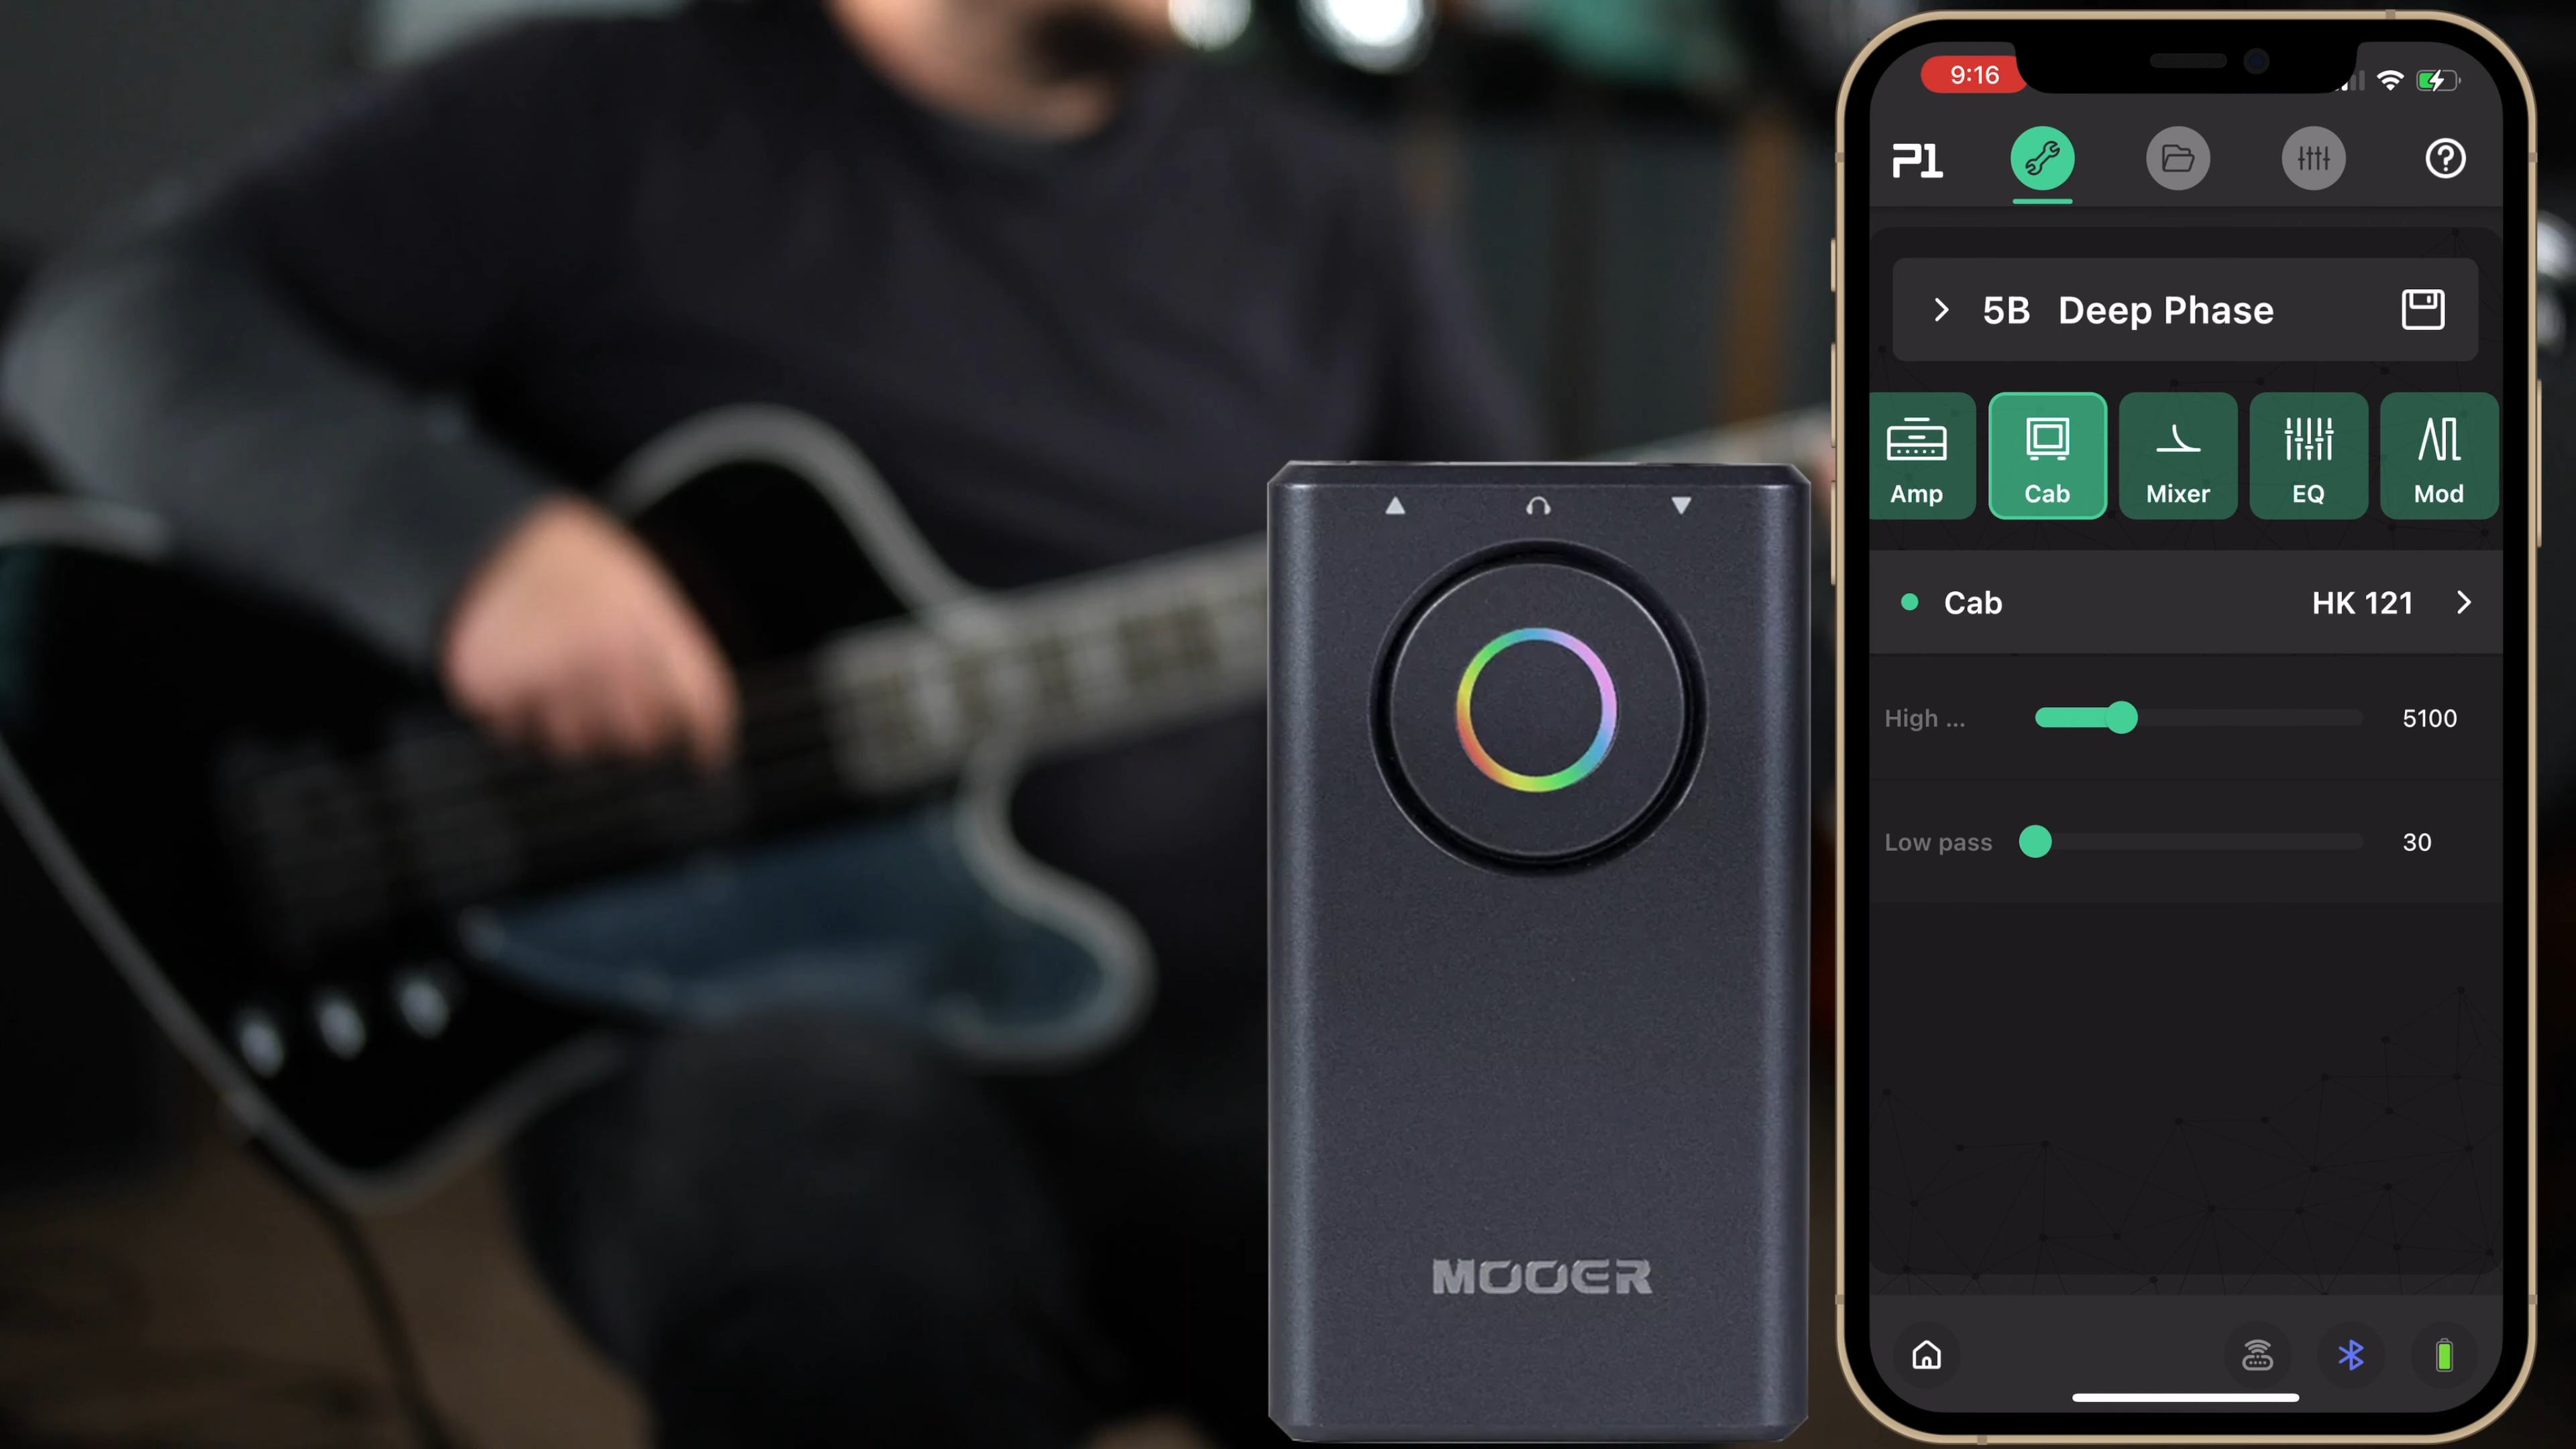 9:16
P1
5B Deep Phase
Amp
Cab
Mixer
EQ
Mod
Cab HK 121
High ... 5100
Low pass 30
MOOER